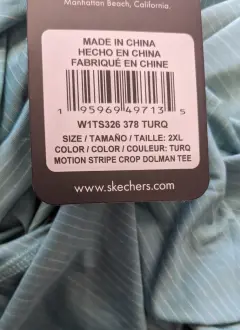 Manhattan Beach, California.
MADE IN CHINA
HECHO EN CHINA
FABRIQUÉ EN CHINE
1 95969 49713 5
W1TS326 378 TURQ
SIZE / TAMAÑO / TAILLE: 2XL
COLOR / COLOR / COULEUR: TURQ
MOTION STRIPE CROP DOLMAN TEE
www.skechers.com